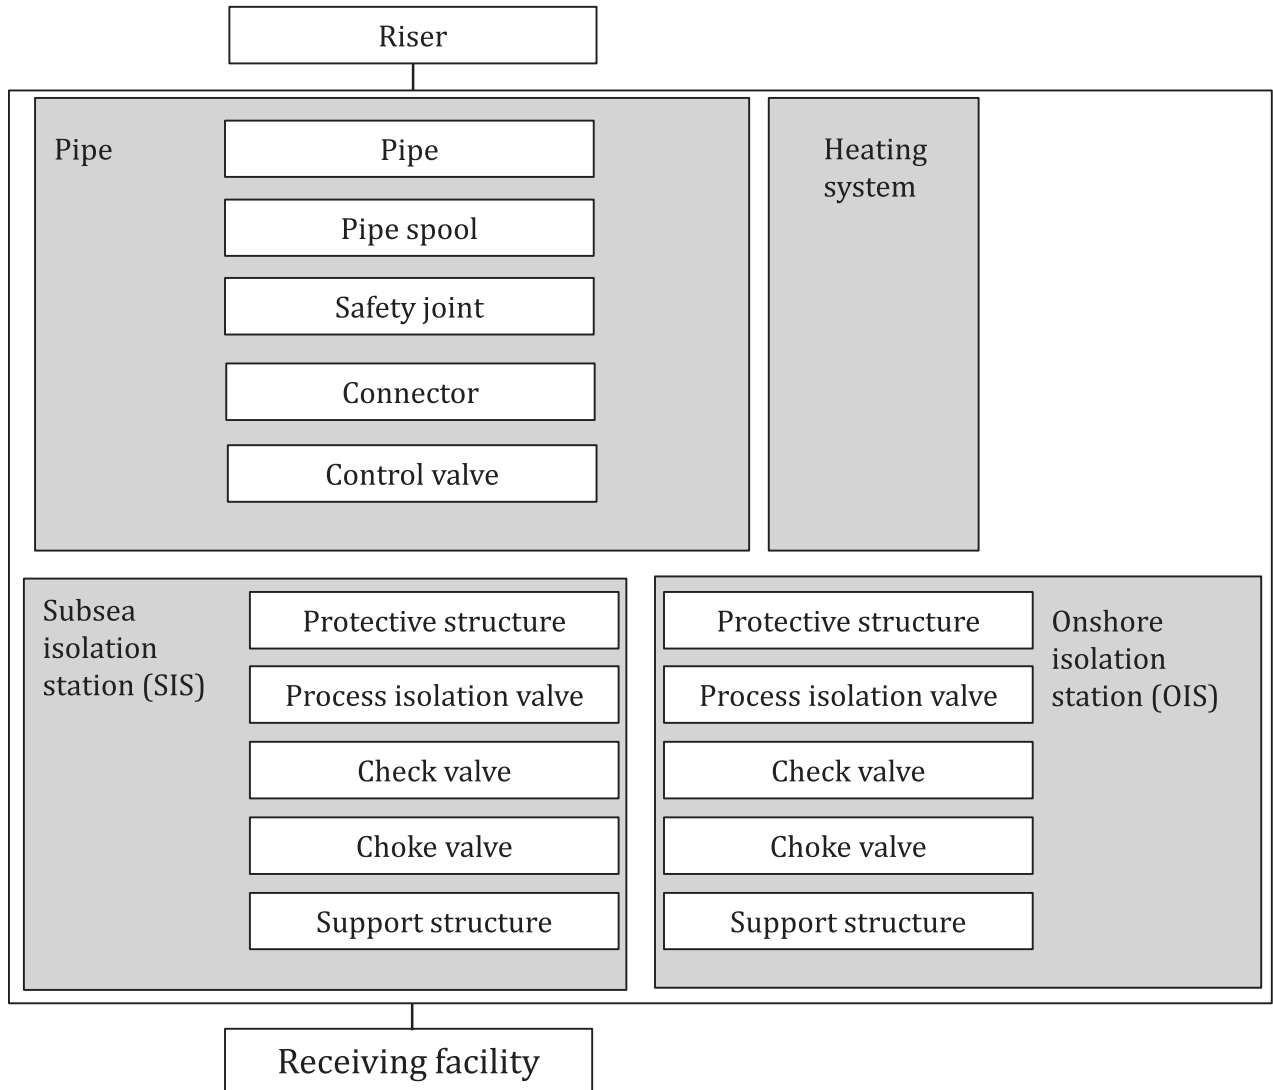 Riser
Pipe
Pipe
Pipe spool
Safety joint
Connector
Control valve
Heating
system
Subsea
isolation
station (SIS)
Protective structure
Process isolation valve
Check valve
Choke valve
Support structure
Protective structure
Process isolation valve
Check valve
Choke valve
Support structure
Onshore
isolation
station (OIS)
Receiving facility